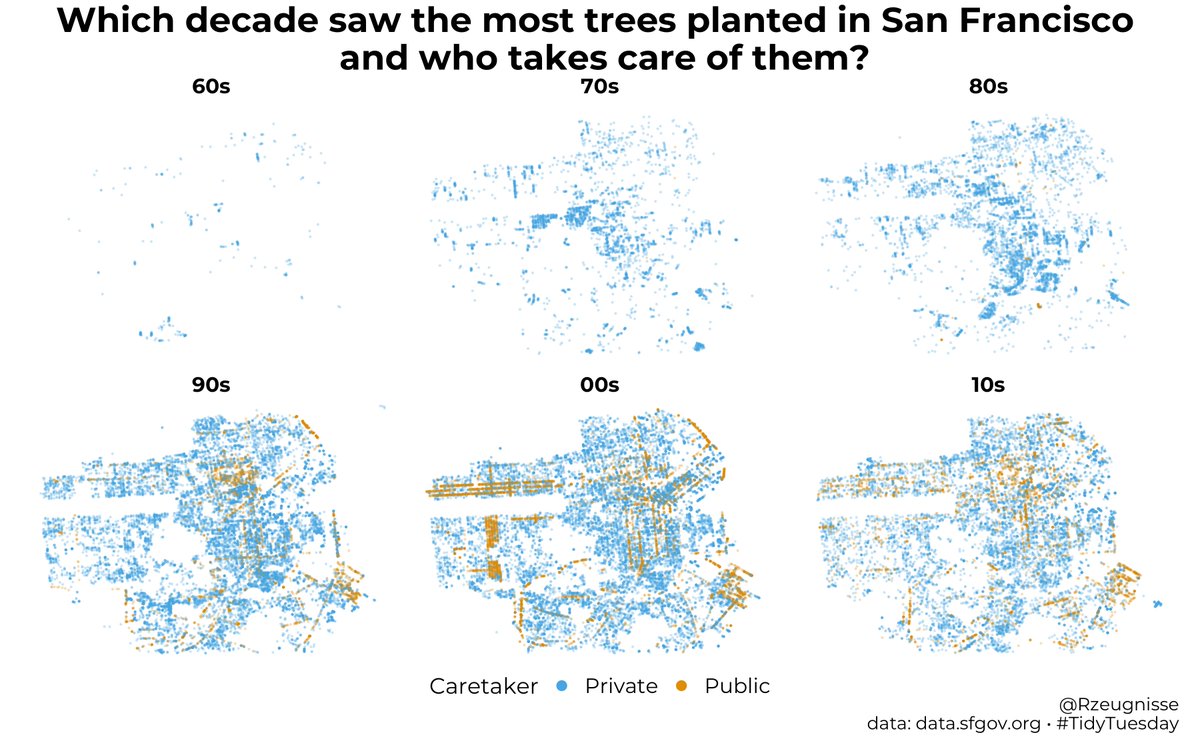 Which decade saw the most trees planted in San Francisco
and who takes care of them?
60s
70s
80s
90s
00s
10s
Caretaker Private Public
@Rzeugnisse
data: data.sfgov.org · #TidyTuesday